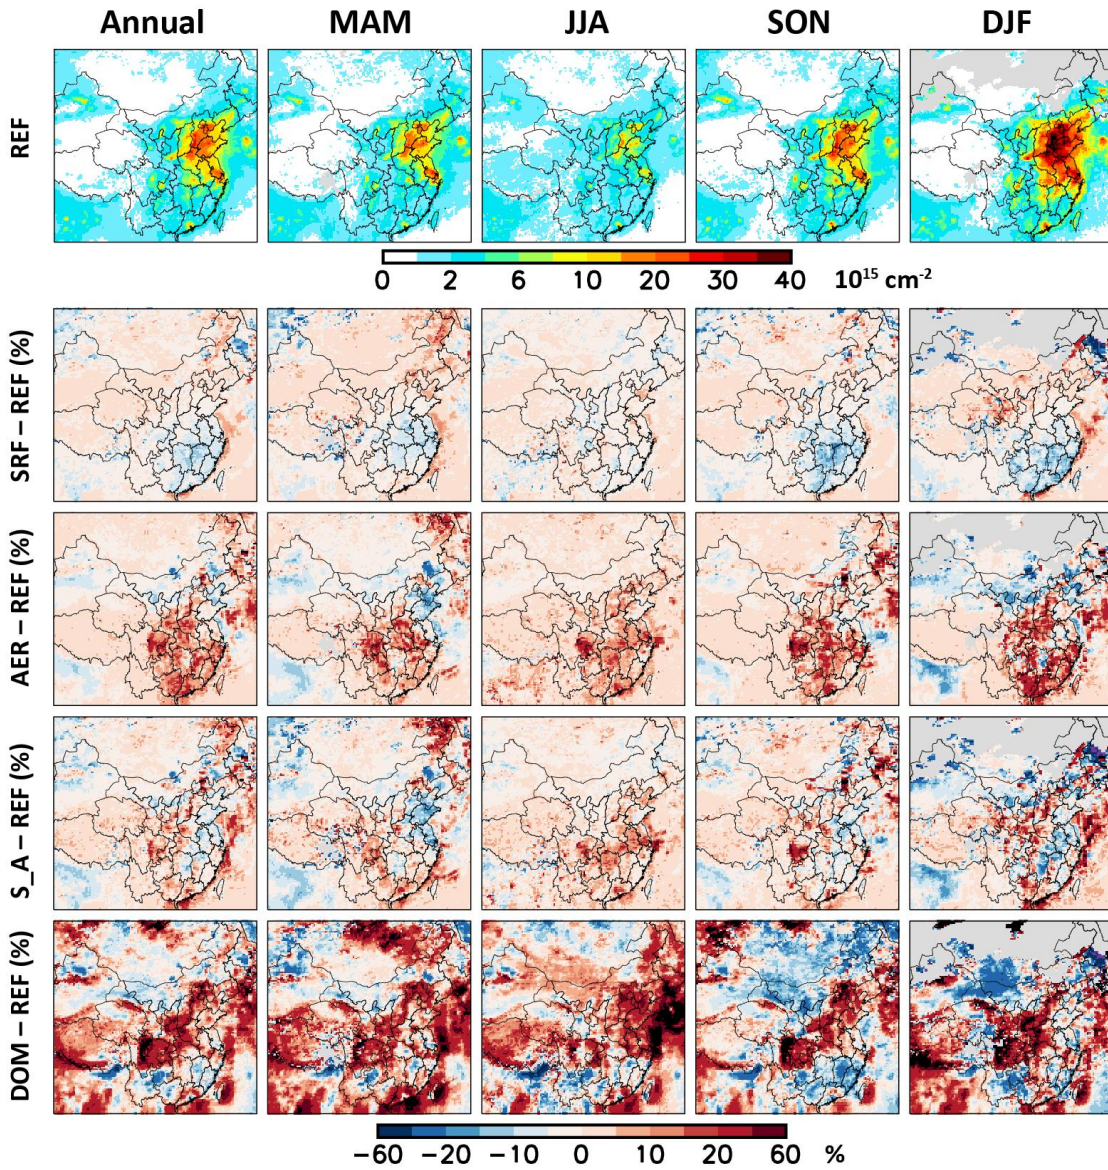 Annual MAM JJA SON DJF
REF
0 2 6 10 20 30 40 10¹⁵ cm⁻²
SRF – REF (%)
AER – REF (%)
S_A – REF (%)
DOM – REF (%)
−60 −20 −10 0 10 20 60 %